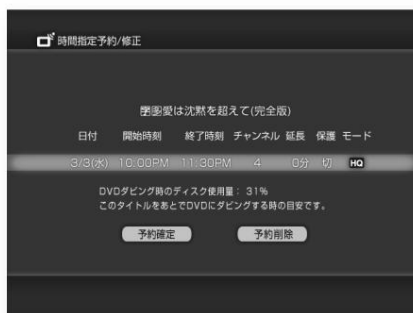 時間指定予約/修正
愛は沈黙を超えて(完全版)
日付 開始時刻 終了時刻 チャンネル 延長 保護 モード
3/3(水) 10:00PM 11:30PM 4 0分 切 HQ
DVDダビング時のディスク使用量: 31%
このタイトルをあとでDVDにダビングする時の目安です。
予約確定 予約削除